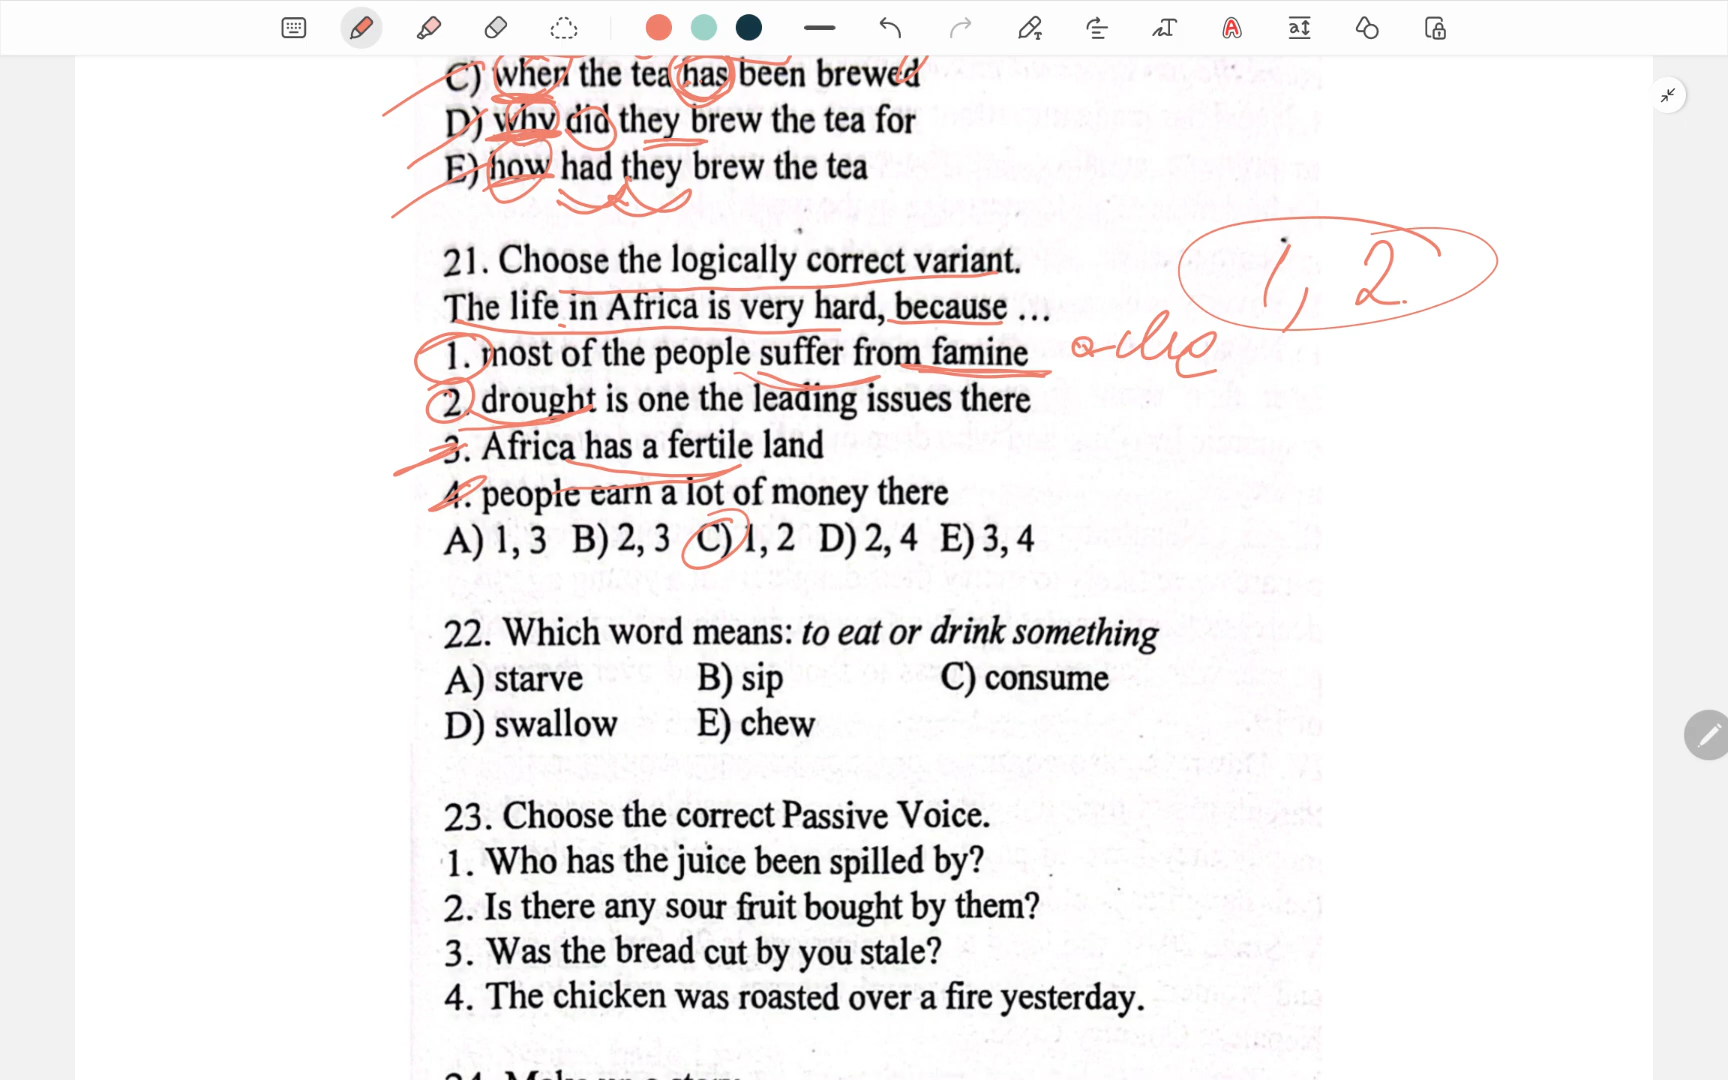 C) when the tea has been brewed
D) why did they brew the tea for
E) how had they brew the tea
21. Choose the logically correct variant.
1, 2
The life in Africa is very hard, because ...
1. most of the people suffer from famine
2. drought is one the leading issues there
3. Africa has a fertile land
4. people earn a lot of money there
A) 1, 3 B) 2, 3 C) 1, 2 D) 2, 4 E) 3, 4
22. Which word means: to eat or drink something
A) starve B) sip C) consume
D) swallow E) chew
23. Choose the correct Passive Voice.
1. Who has the juice been spilled by?
2. Is there any sour fruit bought by them?
3. Was the bread cut by you stale?
4. The chicken was roasted over a fire yesterday.